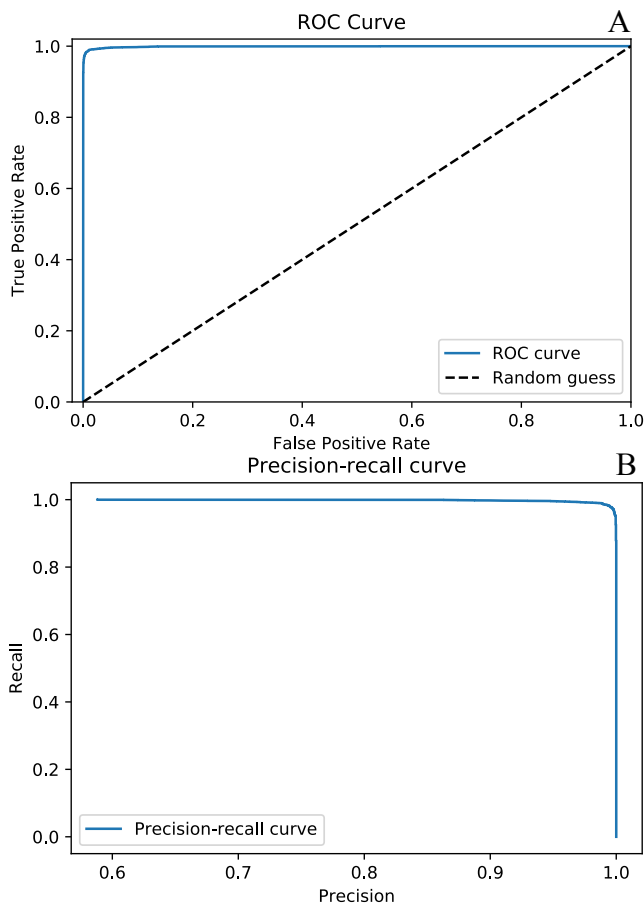 ROC Curve
A
1.0
0.8
0.6
0.4
0.2
0.0
True Positive Rate
ROC curve
Random guess
0.0 0.2 0.4 0.6 0.8 1.0
False Positive Rate
Precision-recall curve
B
1.0
0.8
0.6
0.4
0.2
0.0
Recall
Precision-recall curve
0.6 0.7 0.8 0.9 1.0
Precision